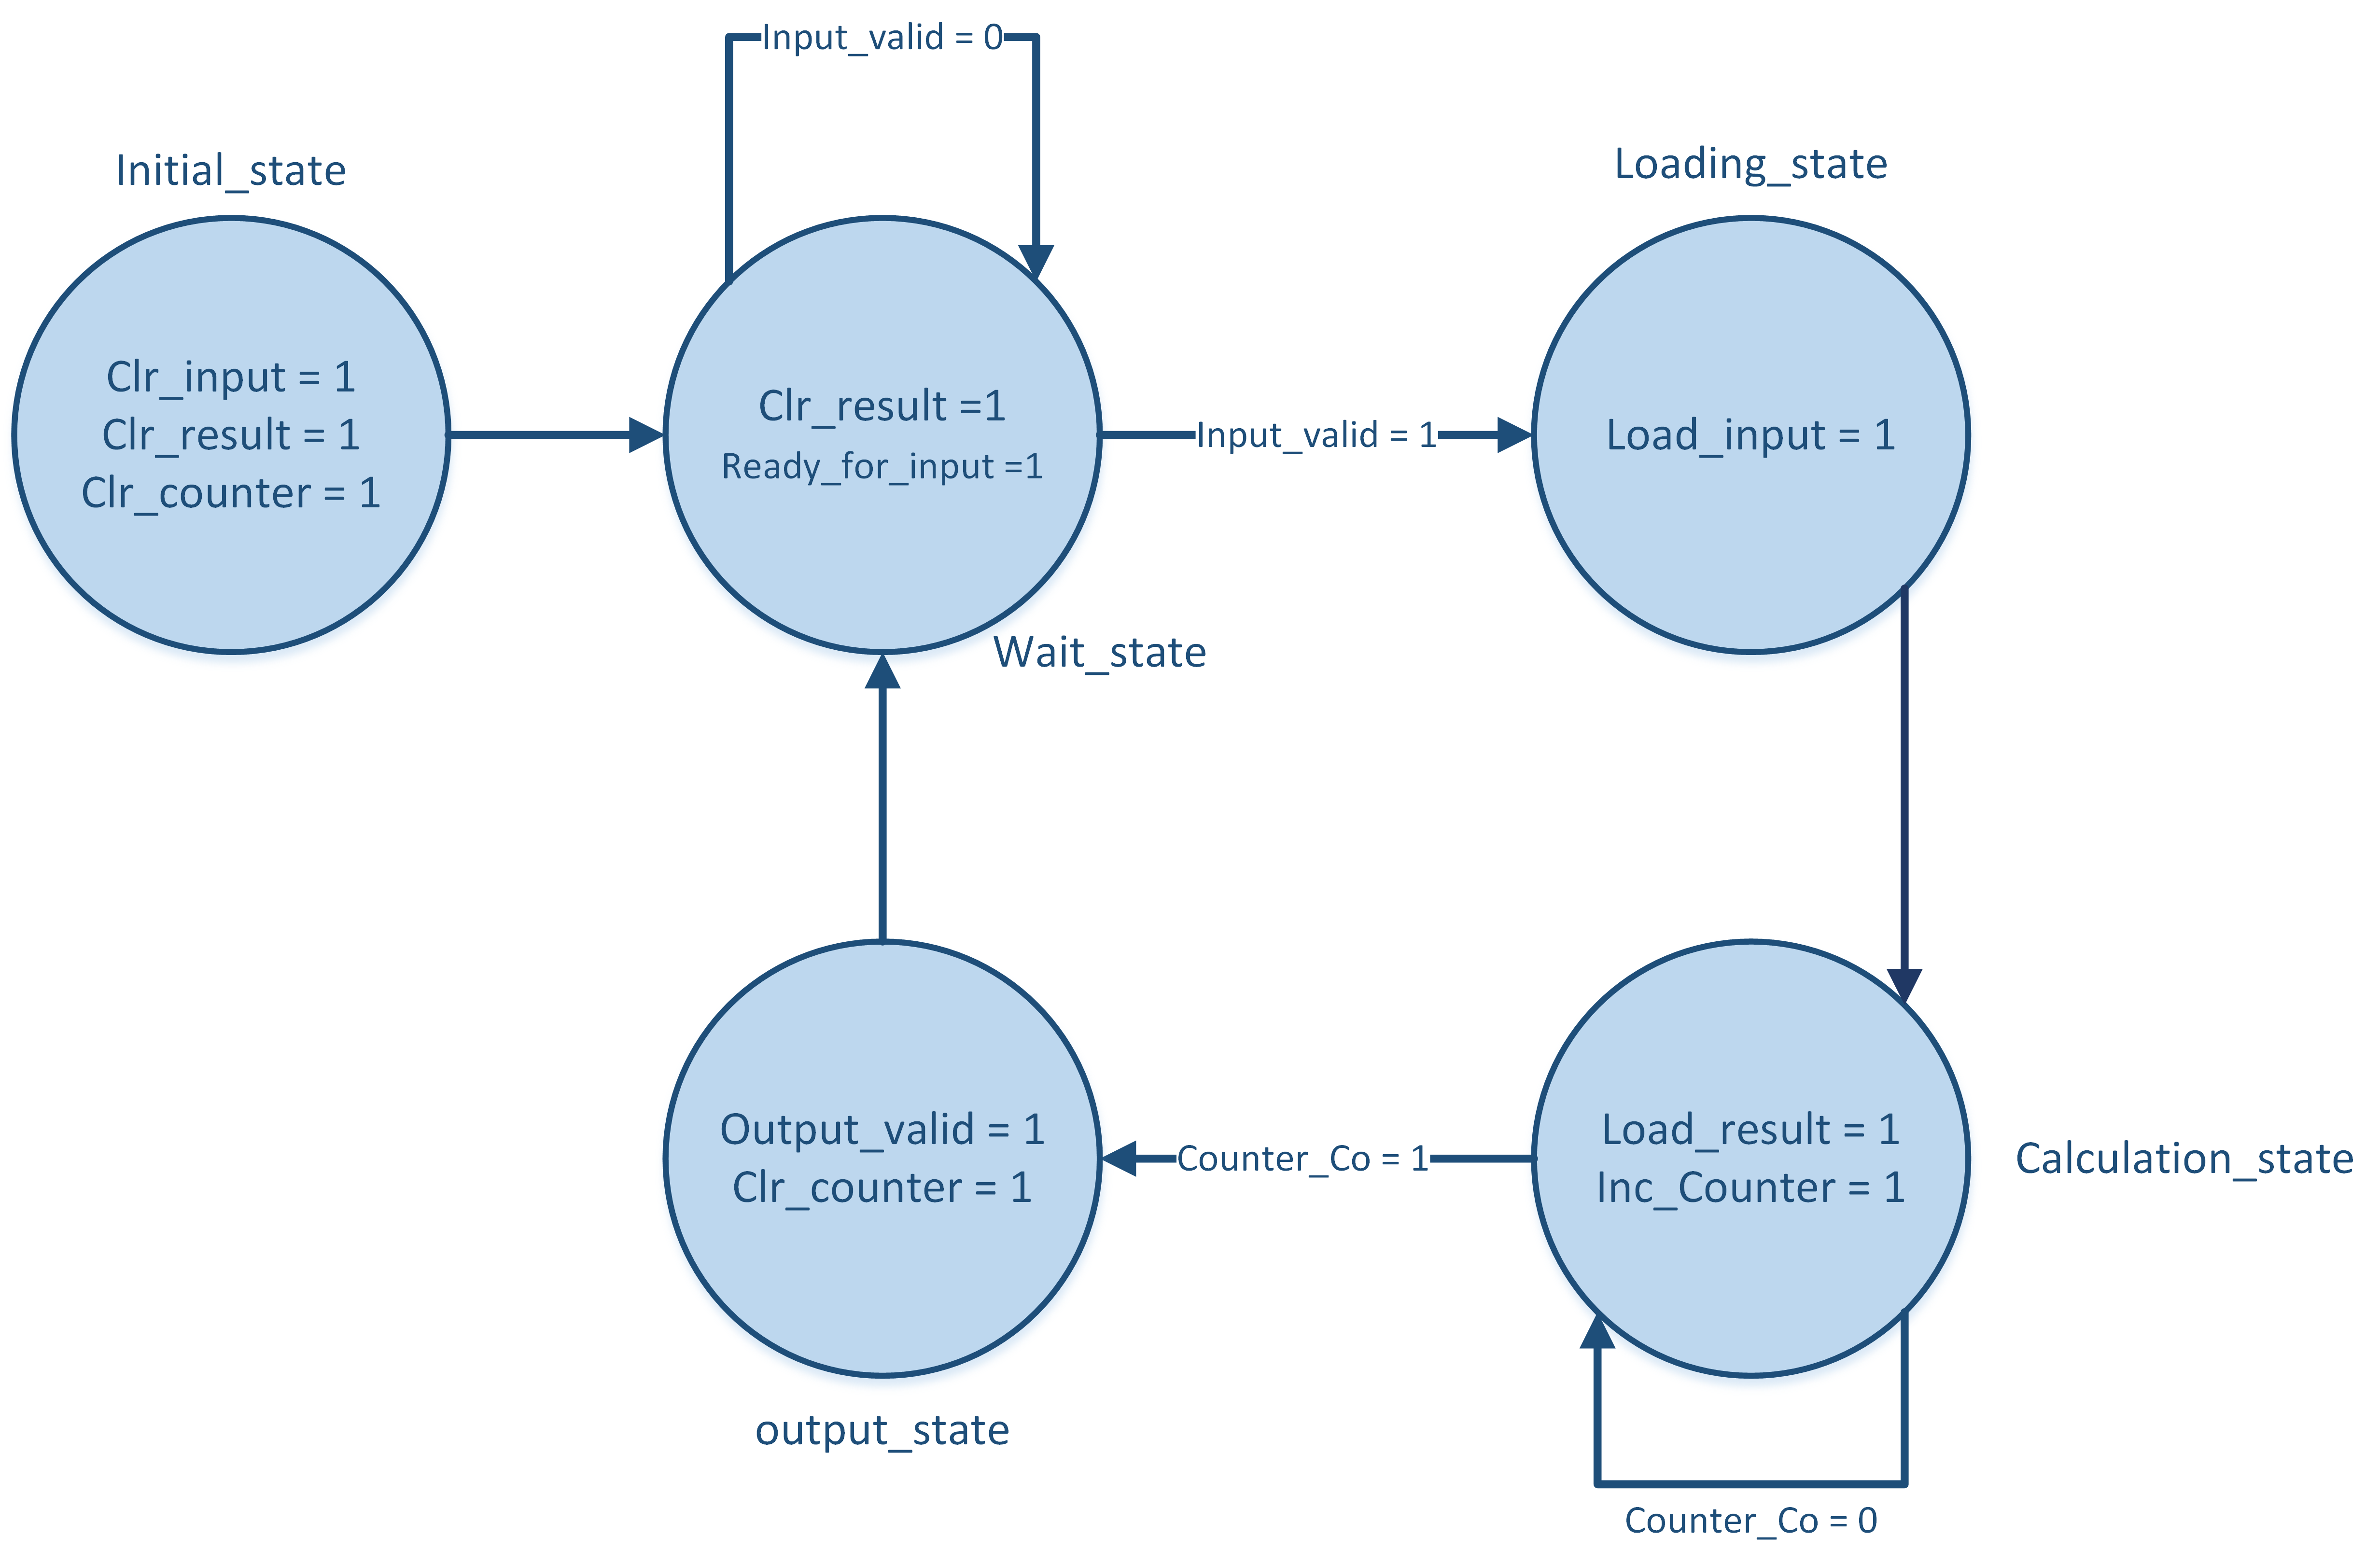 Input_valid = 0
Initial_state
Loading_state
Clr_input = 1
Clr_result = 1
Clr_counter = 1
Clr_result =1
Ready_for_input =1
Input_valid = 1
Load_input = 1
Wait_state
Output_valid = 1
Clr_counter = 1
Counter_Co = 1
Load_result = 1
Inc_Counter = 1
Calculation_state
output_state
Counter_Co = 0